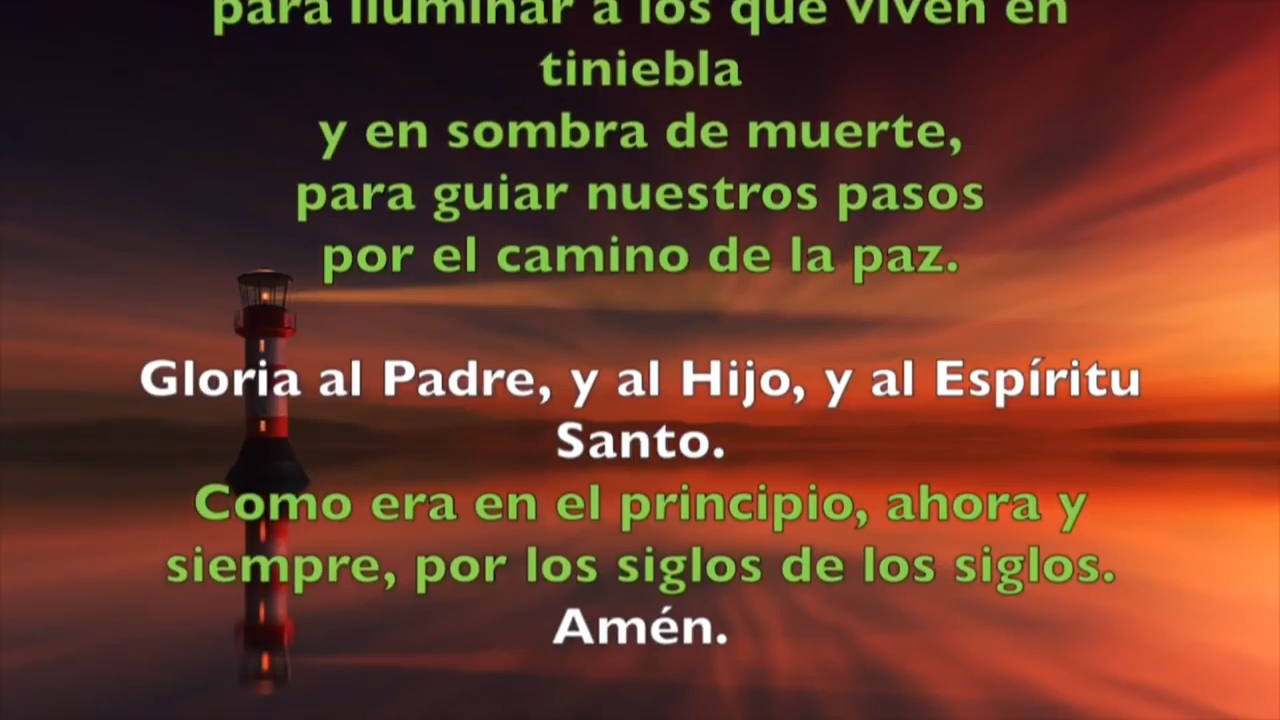 para iluminar a los que viven en
tiniebla
y en sombra de muerte,
para guiar nuestros pasos
por el camino de la paz.
Gloria al Padre, y al Hijo, y al Espíritu
Santo.
Como era en el principio, ahora y
siempre, por los siglos de los siglos.
Amén.